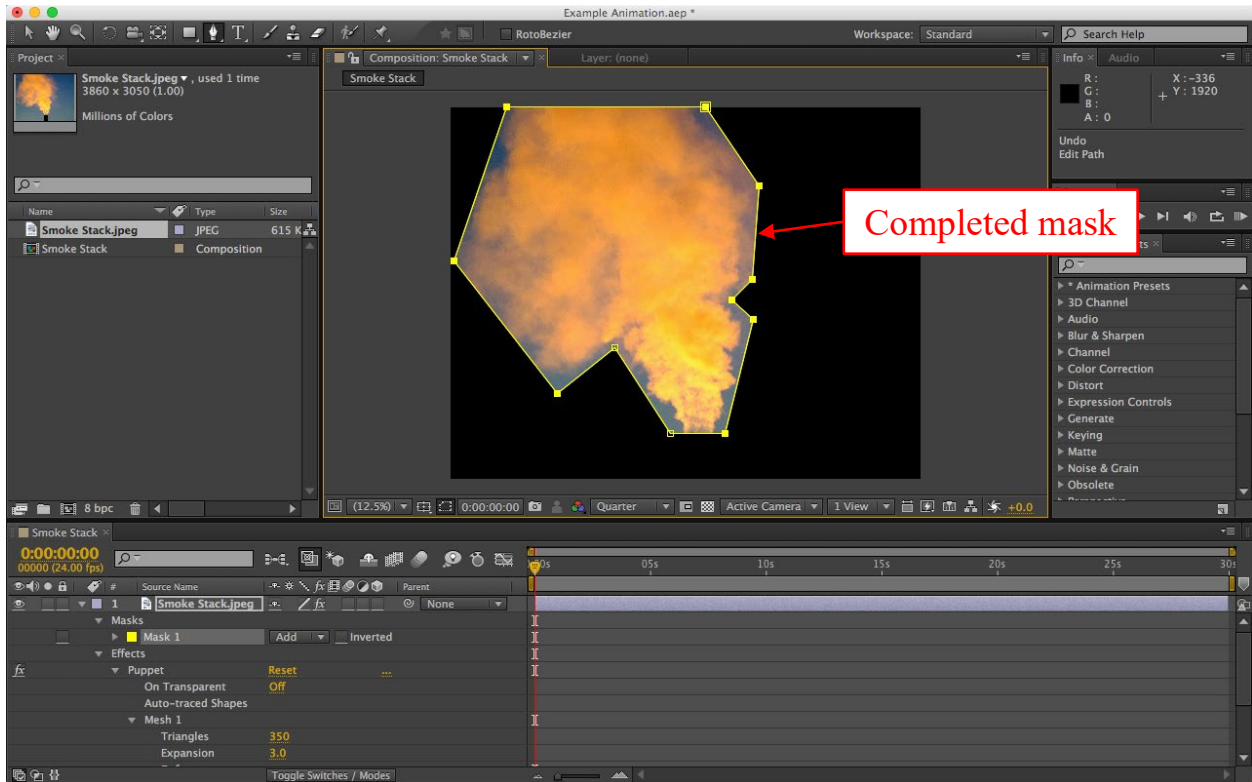 Example Animation.aep *
RotoBezier
Workspace: Standard
Search Help
Project ×
Composition: Smoke Stack
Layer: (none)
Info ×
Audio
Smoke Stack.jpeg ▾ , used 1 time
3860 x 3050 (1.00)
Millions of Colors
Smoke Stack
R :
G :
B :
A : 0
X : -336
Y : 1920
Undo
Edit Path
Completed mask
Name
Type
Size
Smoke Stack.jpeg
JPEG
615 K
Smoke Stack
Composition
* Animation Presets
3D Channel
Audio
Blur & Sharpen
Channel
Color Correction
Distort
Expression Controls
Generate
Keying
Matte
Noise & Grain
Obsolete
8 bpc
(12.5%)
0:00:00:00
Quarter
Active Camera
1 View
+0.0
Smoke Stack ×
0:00:00:00
00000 (24.00 fps)
05s
10s
15s
20s
25s
# Source Name
Parent
1 Smoke Stack.jpeg
fx
None
Masks
Mask 1
Add
Inverted
Effects
fx
Puppet
Reset
...
On Transparent
Off
Auto-traced Shapes
Mesh 1
Triangles
350
Expansion
3.0
Toggle Switches / Modes